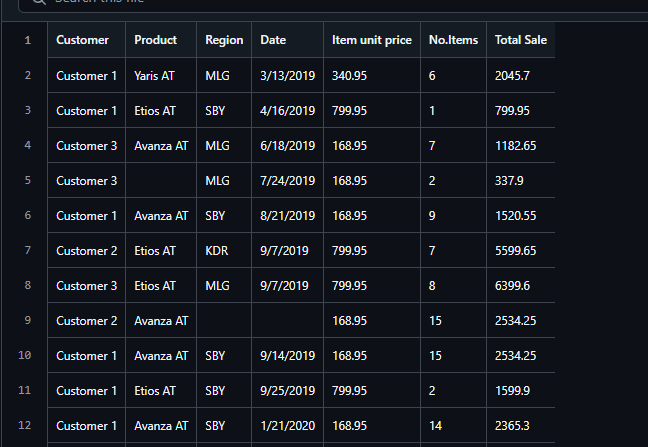 Search this file
1 Customer Product Region Date Item unit price No.Items Total Sale
2 Customer 1 Yaris AT MLG 3/13/2019 340.95 6 2045.7
3 Customer 1 Etios AT SBY 4/16/2019 799.95 1 799.95
4 Customer 3 Avanza AT MLG 6/18/2019 168.95 7 1182.65
5 Customer 3 MLG 7/24/2019 168.95 2 337.9
6 Customer 1 Avanza AT SBY 8/21/2019 168.95 9 1520.55
7 Customer 2 Etios AT KDR 9/7/2019 799.95 7 5599.65
8 Customer 3 Etios AT MLG 9/7/2019 799.95 8 6399.6
9 Customer 2 Avanza AT 168.95 15 2534.25
10 Customer 1 Avanza AT SBY 9/14/2019 168.95 15 2534.25
11 Customer 1 Etios AT SBY 9/25/2019 799.95 2 1599.9
12 Customer 1 Avanza AT SBY 1/21/2020 168.95 14 2365.3